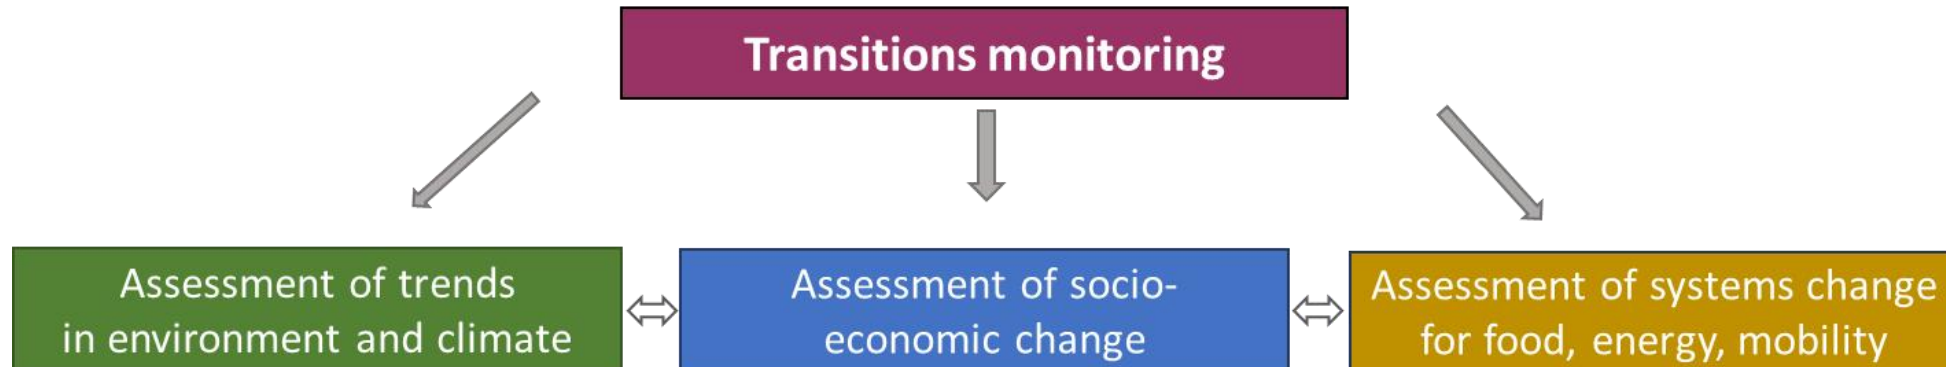 Transitions monitoring
Assessment of trends
in environment and climate
Assessment of socio-
economic change
Assessment of systems change
for food, energy, mobility